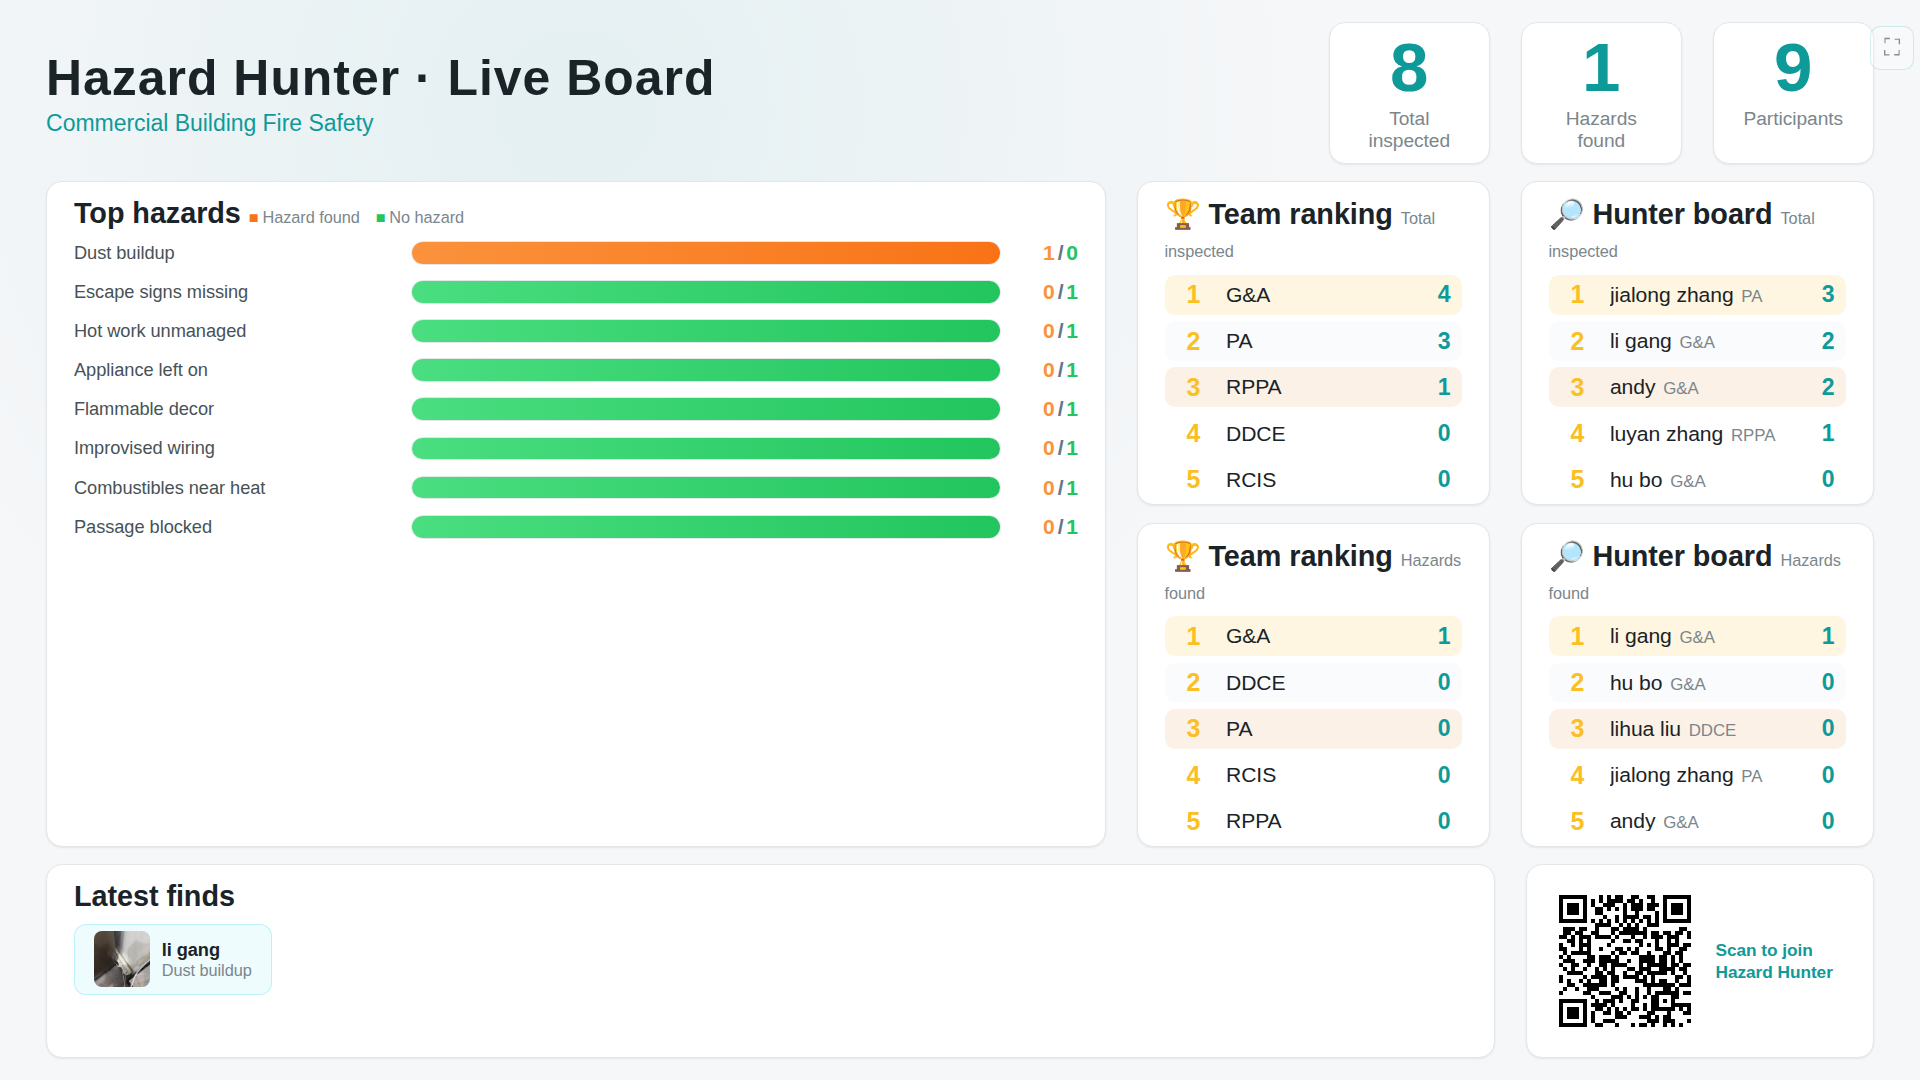 Hazard Hunter · Live Board
Commercial Building Fire Safety
8
Total
inspected
1
Hazards
found
9
Participants
Top hazards Hazard found No hazard
Dust buildup 1/0
Escape signs missing 0/1
Hot work unmanaged 0/1
Appliance left on 0/1
Flammable decor 0/1
Improvised wiring 0/1
Combustibles near heat 0/1
Passage blocked 0/1
Team ranking Total
inspected
1 G&A 4
2 PA 3
3 RPPA 1
4 DDCE 0
5 RCIS 0
Hunter board Total
inspected
1 jialong zhang PA 3
2 li gang G&A 2
3 andy G&A 2
4 luyan zhang RPPA 1
5 hu bo G&A 0
Team ranking Hazards
found
1 G&A 1
2 DDCE 0
3 PA 0
4 RCIS 0
5 RPPA 0
Hunter board Hazards
found
1 li gang G&A 1
2 hu bo G&A 0
3 lihua liu DDCE 0
4 jialong zhang PA 0
5 andy G&A 0
Latest finds
li gang
Dust buildup
Scan to join
Hazard Hunter